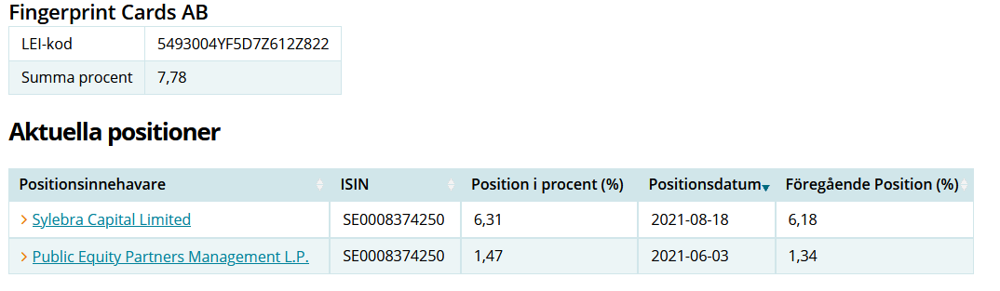 Fingerprint Cards AB
LEI-kod 5493004YF5D7Z612Z822
Summa procent 7,78
Aktuella positioner
Positionsinnehavare ISIN Position i procent (%) Positionsdatum Föregående Position (%)
Sylebra Capital Limited SE0008374250 6,31 2021-08-18 6,18
Public Equity Partners Management L.P. SE0008374250 1,47 2021-06-03 1,34